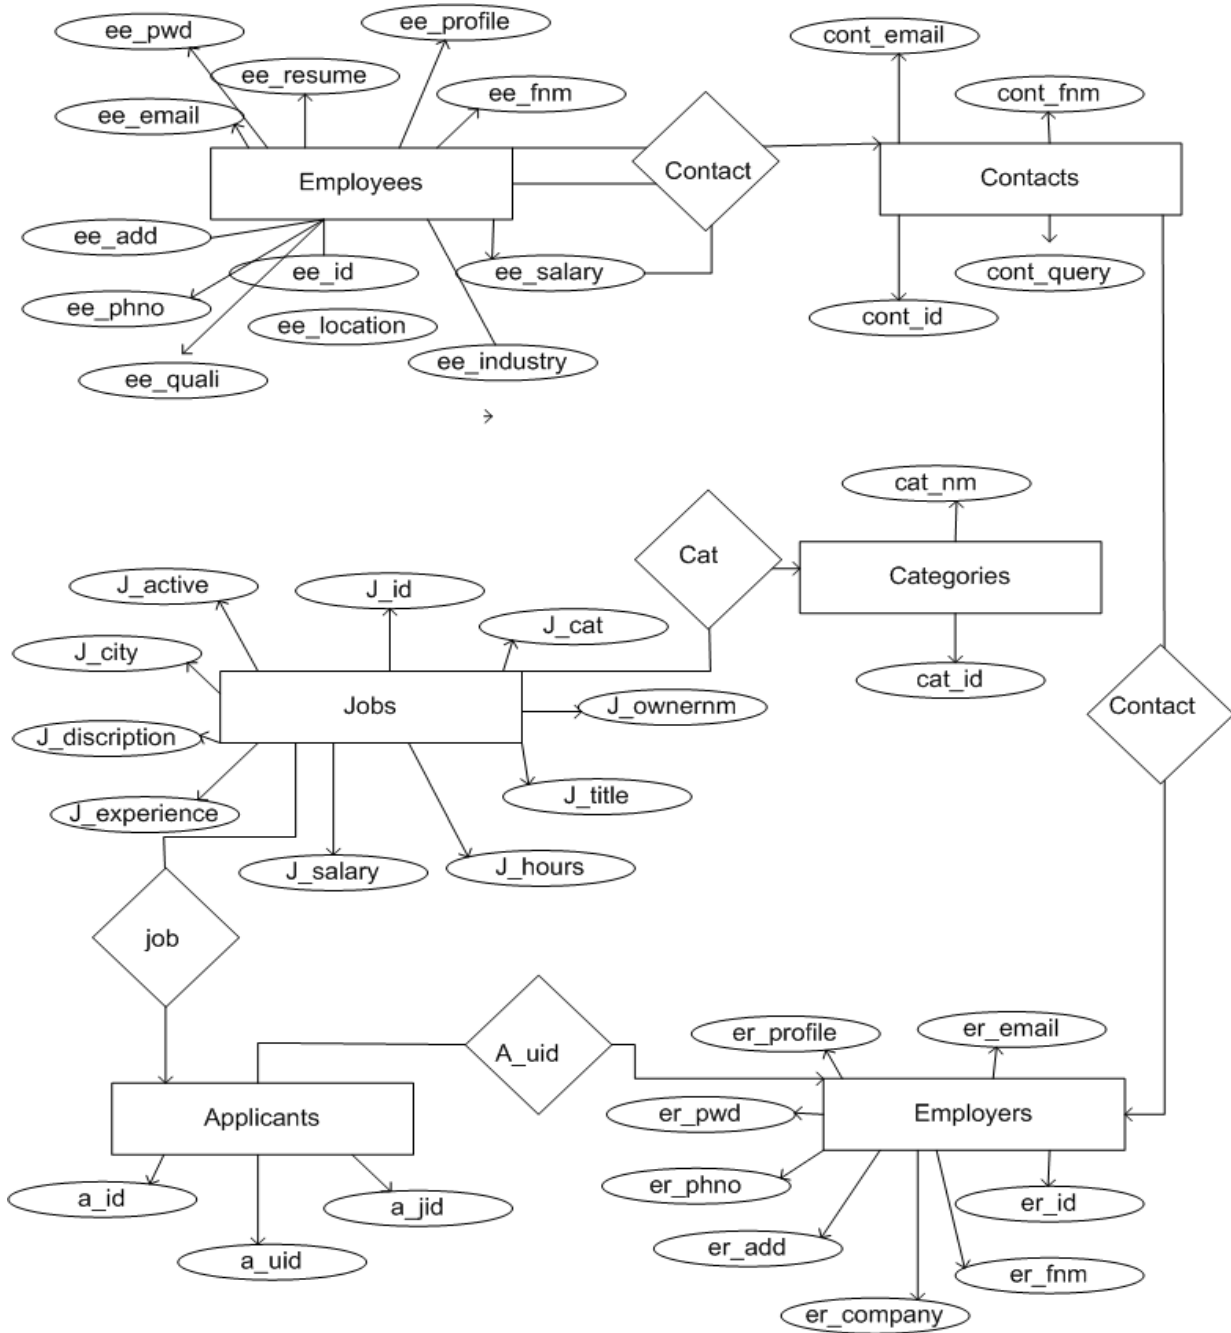 ee_pwd
ee_profile
cont_email
ee_resume
ee_fnm
cont_fnm
ee_email
Employees
Contact
Contacts
ee_add
ee_id
ee_salary
cont_query
ee_phno
ee_location
cont_id
ee_quali
ee_industry
cat_nm
Cat
Categories
J_active
J_id
J_cat
J_city
cat_id
Jobs
J_ownernm
Contact
J_discription
J_title
J_experience
J_salary
J_hours
job
er_profile
er_email
A_uid
Applicants
er_pwd
Employers
a_id
a_jid
er_phno
er_id
a_uid
er_add
er_fnm
er_company